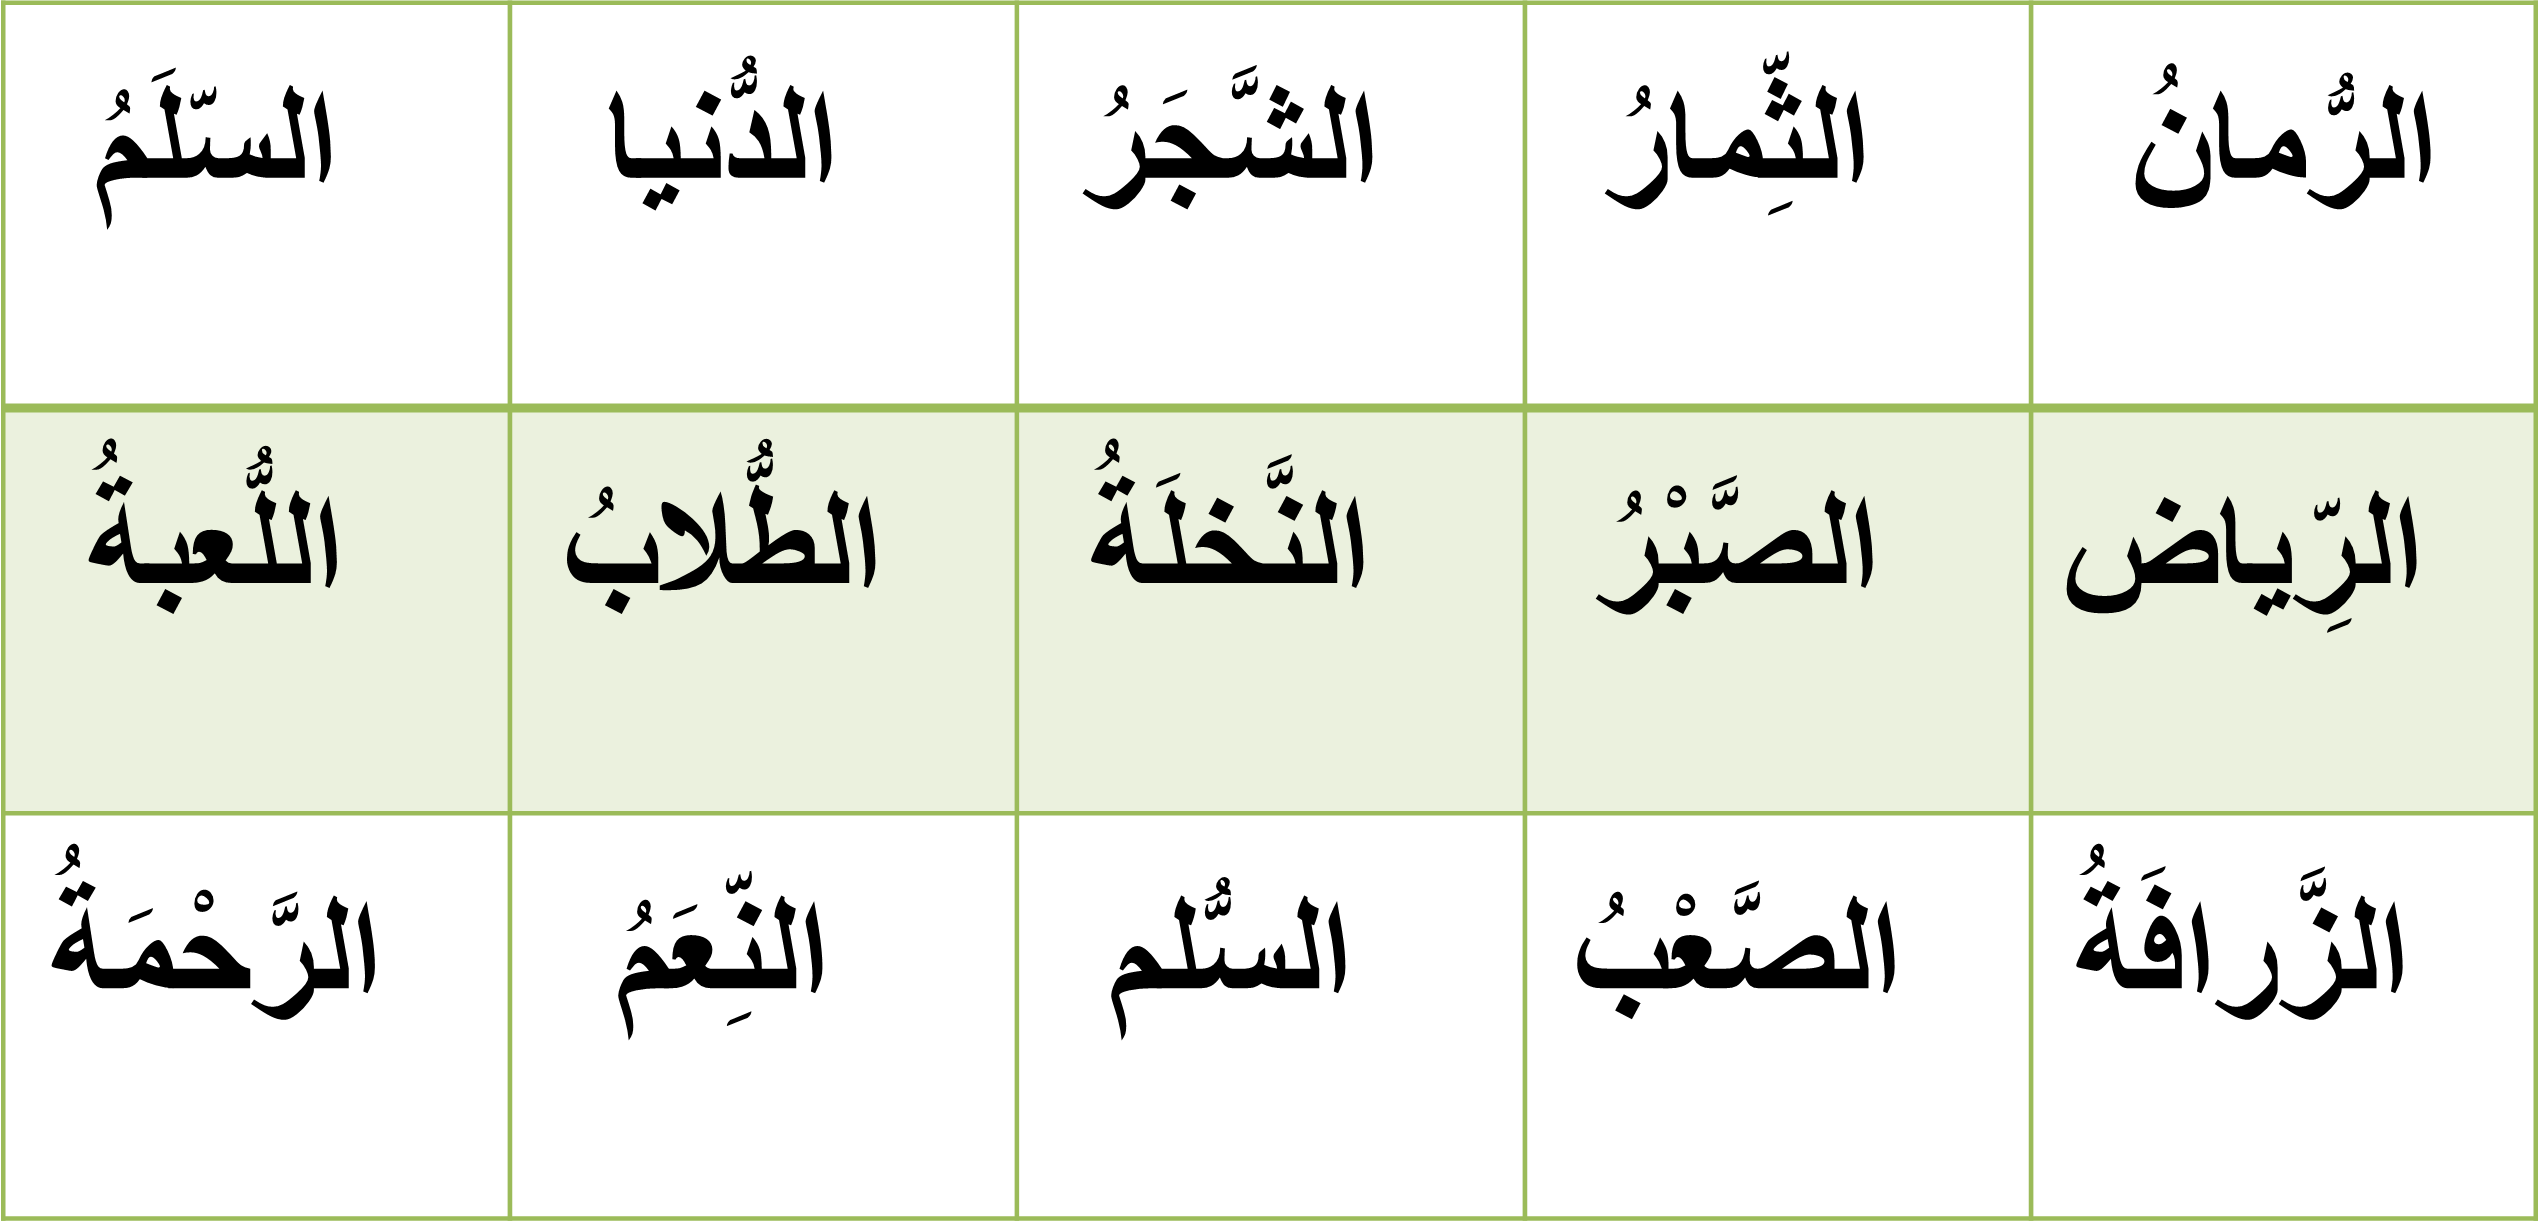 الرُّمانُ الثِّمارُ الشَّجَرُ الدُّنيا السّلَمُ
الرِّياض الصَّبْرُ النَّخلَةُ الطُّلابُ اللُّعبةُ
الزَّرافَةُ الصَّعْبُ السُّلم النِّعَمُ الرَّحْمَةُ